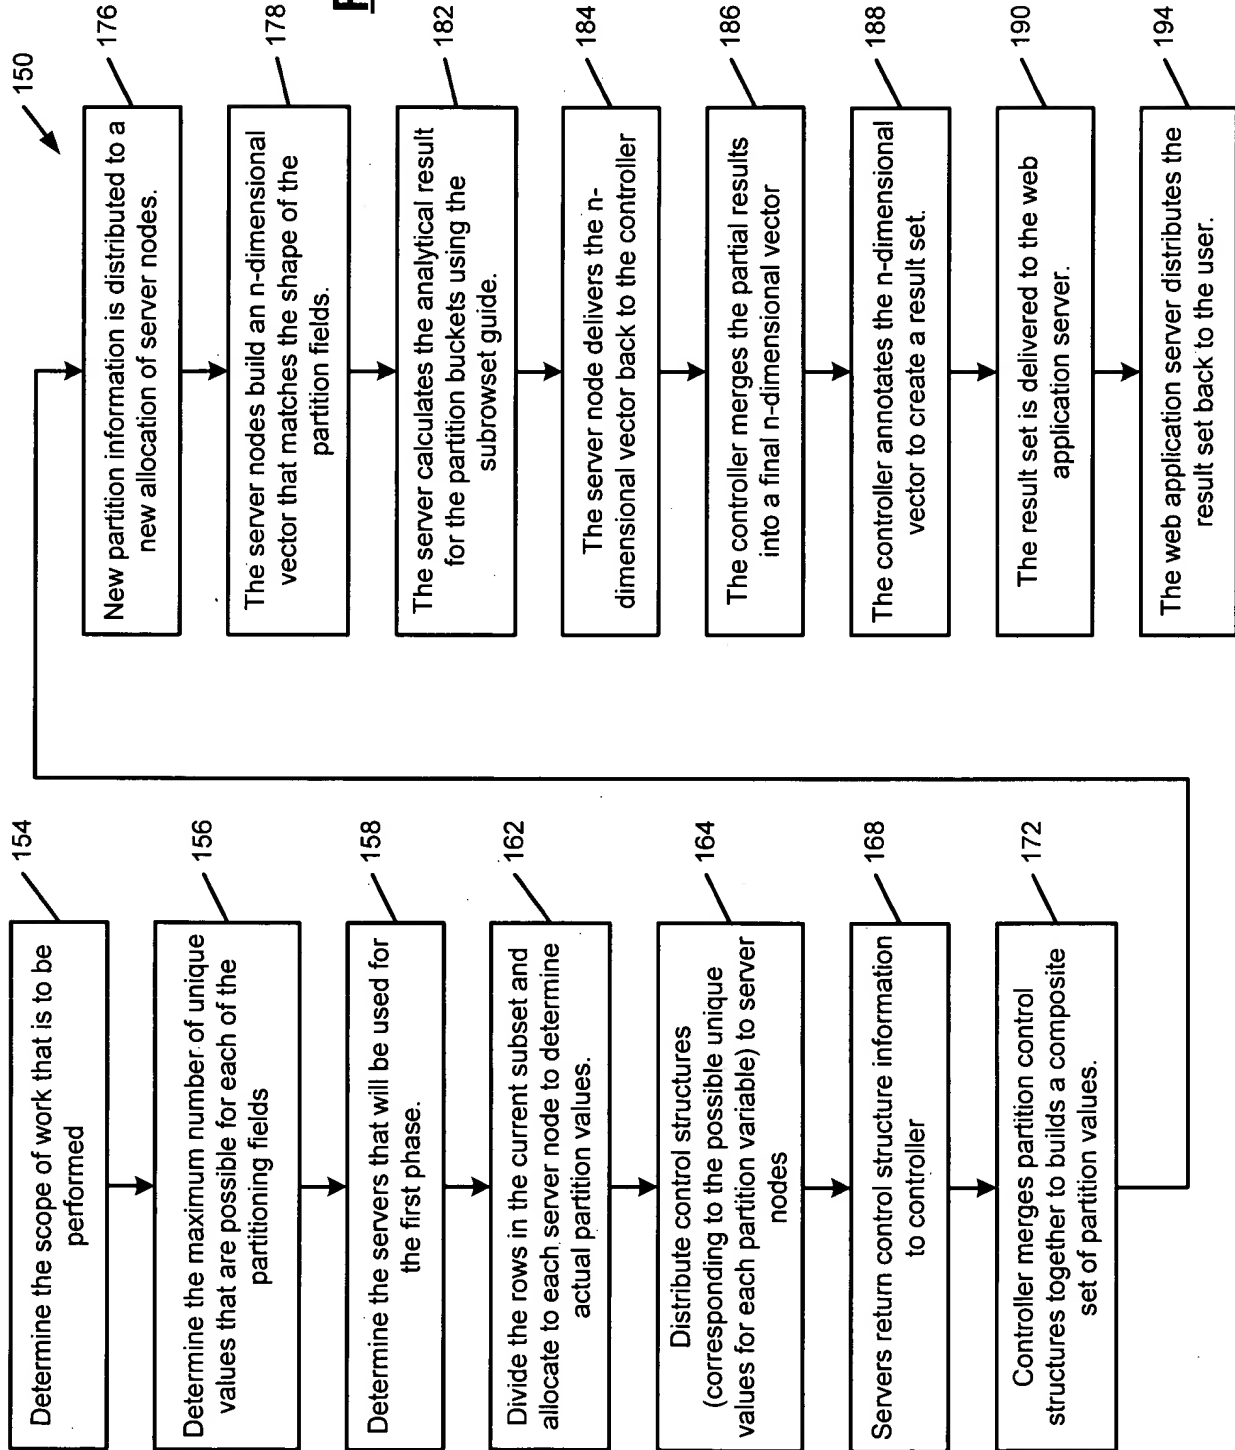 150
154
Determine the scope of work that is to be
performed
156
Determine the maximum number of unique
values that are possible for each of the
partitioning fields
158
Determine the servers that will be used for
the first phase.
162
Divide the rows in the current subset and
allocate to each server node to determine
actual partition values.
164
Distribute control structures
(corresponding to the possible unique
values for each partition variable) to server
nodes
168
Servers return control structure information
to controller
172
Controller merges partition control
structures together to builds a composite
set of partition values.
176
New partition information is distributed to a
new allocation of server nodes.
178
The server nodes build an n-dimensional
vector that matches the shape of the
partition fields.
182
The server calculates the analytical result
for the partition buckets using the
subrowset guide.
184
The server node delivers the n-
dimensional vector back to the controller
186
The controller merges the partial results
into a final n-dimensional vector
188
The controller annotates the n-dimensional
vector to create a result set.
190
The result set is delivered to the web
application server.
194
The web application server distributes the
result set back to the user.